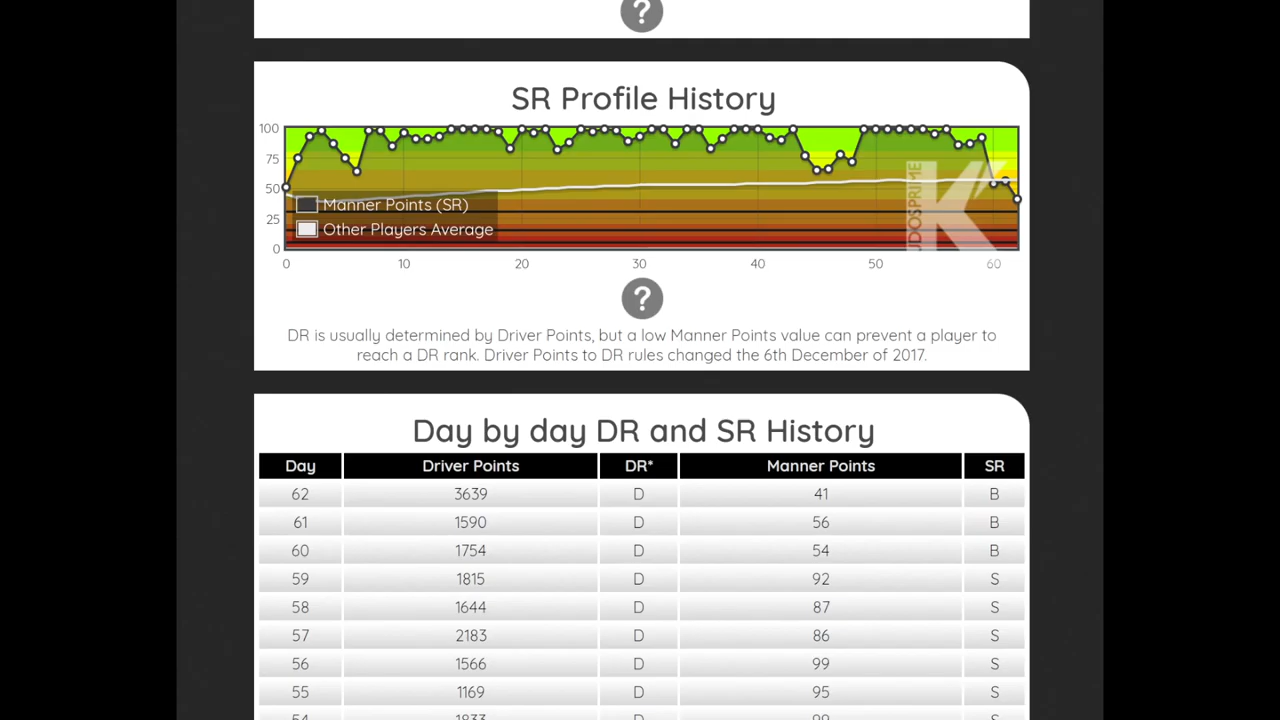 ?
SR Profile History
100
75
50
25
0
Manner Points (SR)
Other Players Average
KUDOSPRIME
0 10 20 30 40 50 60
?
DR is usually determined by Driver Points, but a low Manner Points value can prevent a player to
reach a DR rank. Driver Points to DR rules changed the 6th December of 2017.
Day by day DR and SR History
Day Driver Points DR* Manner Points SR
62 3639 D 41 B
61 1590 D 56 B
60 1754 D 54 B
59 1815 D 92 S
58 1644 D 87 S
57 2183 D 86 S
56 1566 D 99 S
55 1169 D 95 S
54 1833 D 99 S